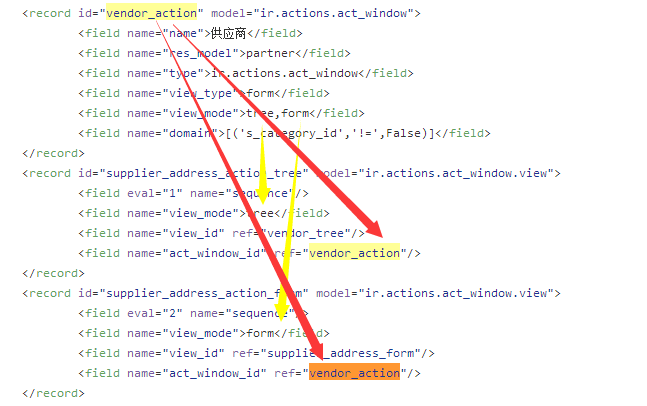 <record id="vendor_action" model="ir.actions.act_window">
<field name="name">供应商</field>
<field name="res_model">partner</field>
<field name="type">ir.actions.act_window</field>
<field name="view_type">form</field>
<field name="view_mode">tree,form</field>
<field name="domain">[('s_category_id','!=',False)]</field>
</record>
<record id="supplier_address_action_tree" model="ir.actions.act_window.view">
<field eval="1" name="sequence"/>
<field name="view_mode">tree</field>
<field name="view_id" ref="vendor_tree"/>
<field name="act_window_id" ref="vendor_action"/>
</record>
<record id="supplier_address_action_form" model="ir.actions.act_window.view">
<field eval="2" name="sequence"/>
<field name="view_mode">form</field>
<field name="view_id" ref="supplier_address_form"/>
<field name="act_window_id" ref="vendor_action"/>
</record>